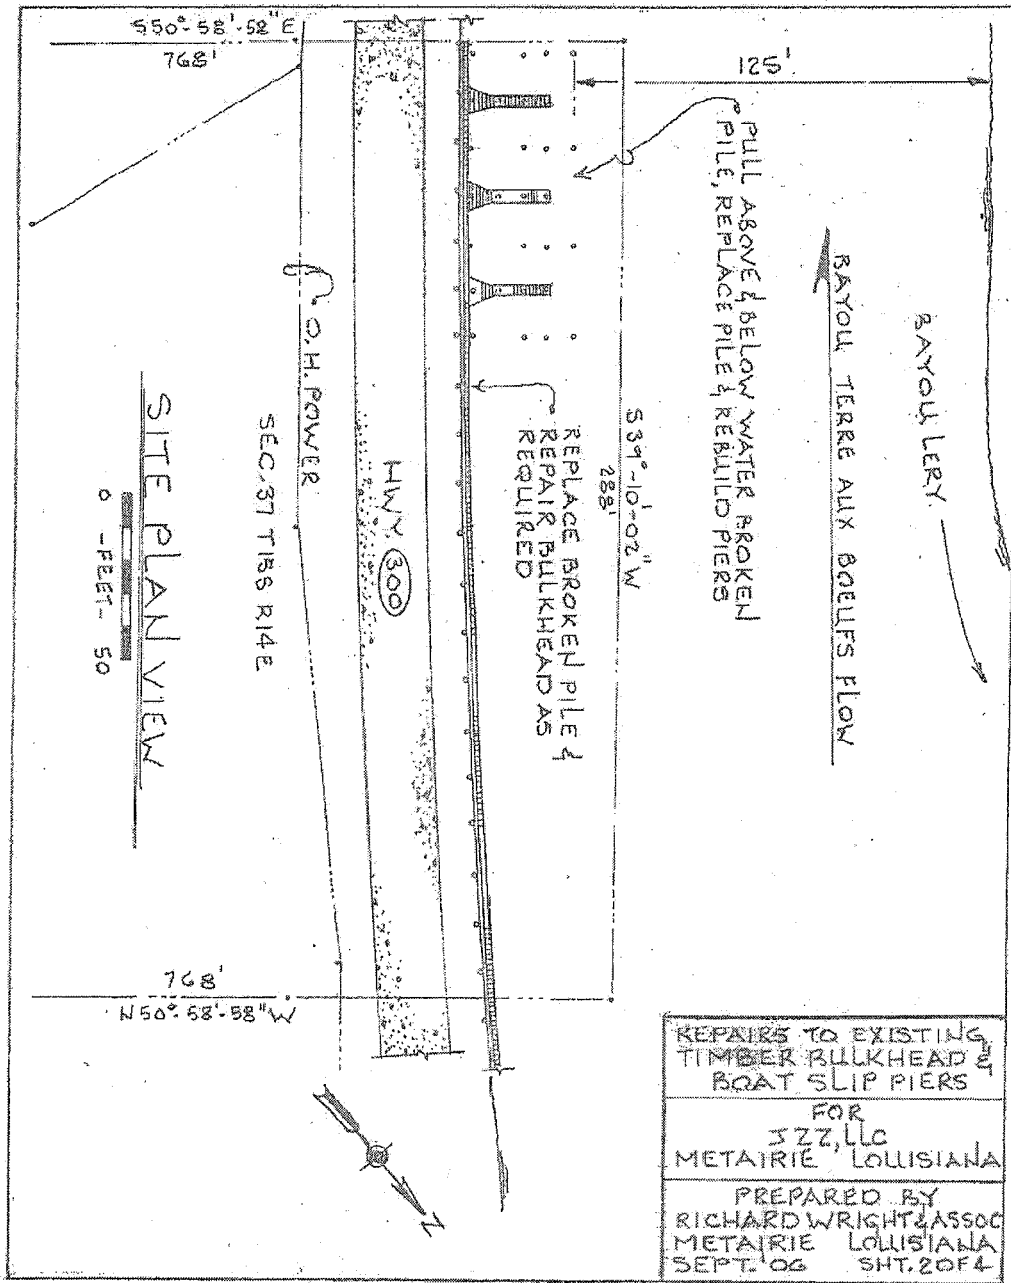 S50°-58'-58" E
768'
125'
PULL ABOVE & BELOW WATER BROKEN
PILE, REPLACE PILE & REBUILD PIERS
BAYOU TERRE AUX BOEUFS FLOW
BAYOU LERY
O.H. POWER
S39°-10'-02"W
288'
REPLACE BROKEN PILE &
REPAIR BULKHEAD AS
REQUIRED
HWY. 300
SEC-37 T15S R14E
SITE PLAN VIEW
0 -FEET- 50
768'
N50°-58'-58"W
N
REPAIRS TO EXISTING
TIMBER BULKHEAD &
BOAT SLIP PIERS
FOR
JZZ, LLC
METAIRIE LOUISIANA
PREPARED BY
RICHARD WRIGHT & ASSOC
METAIRIE LOUISIANA
SEPT. '06 SHT. 2 OF 4